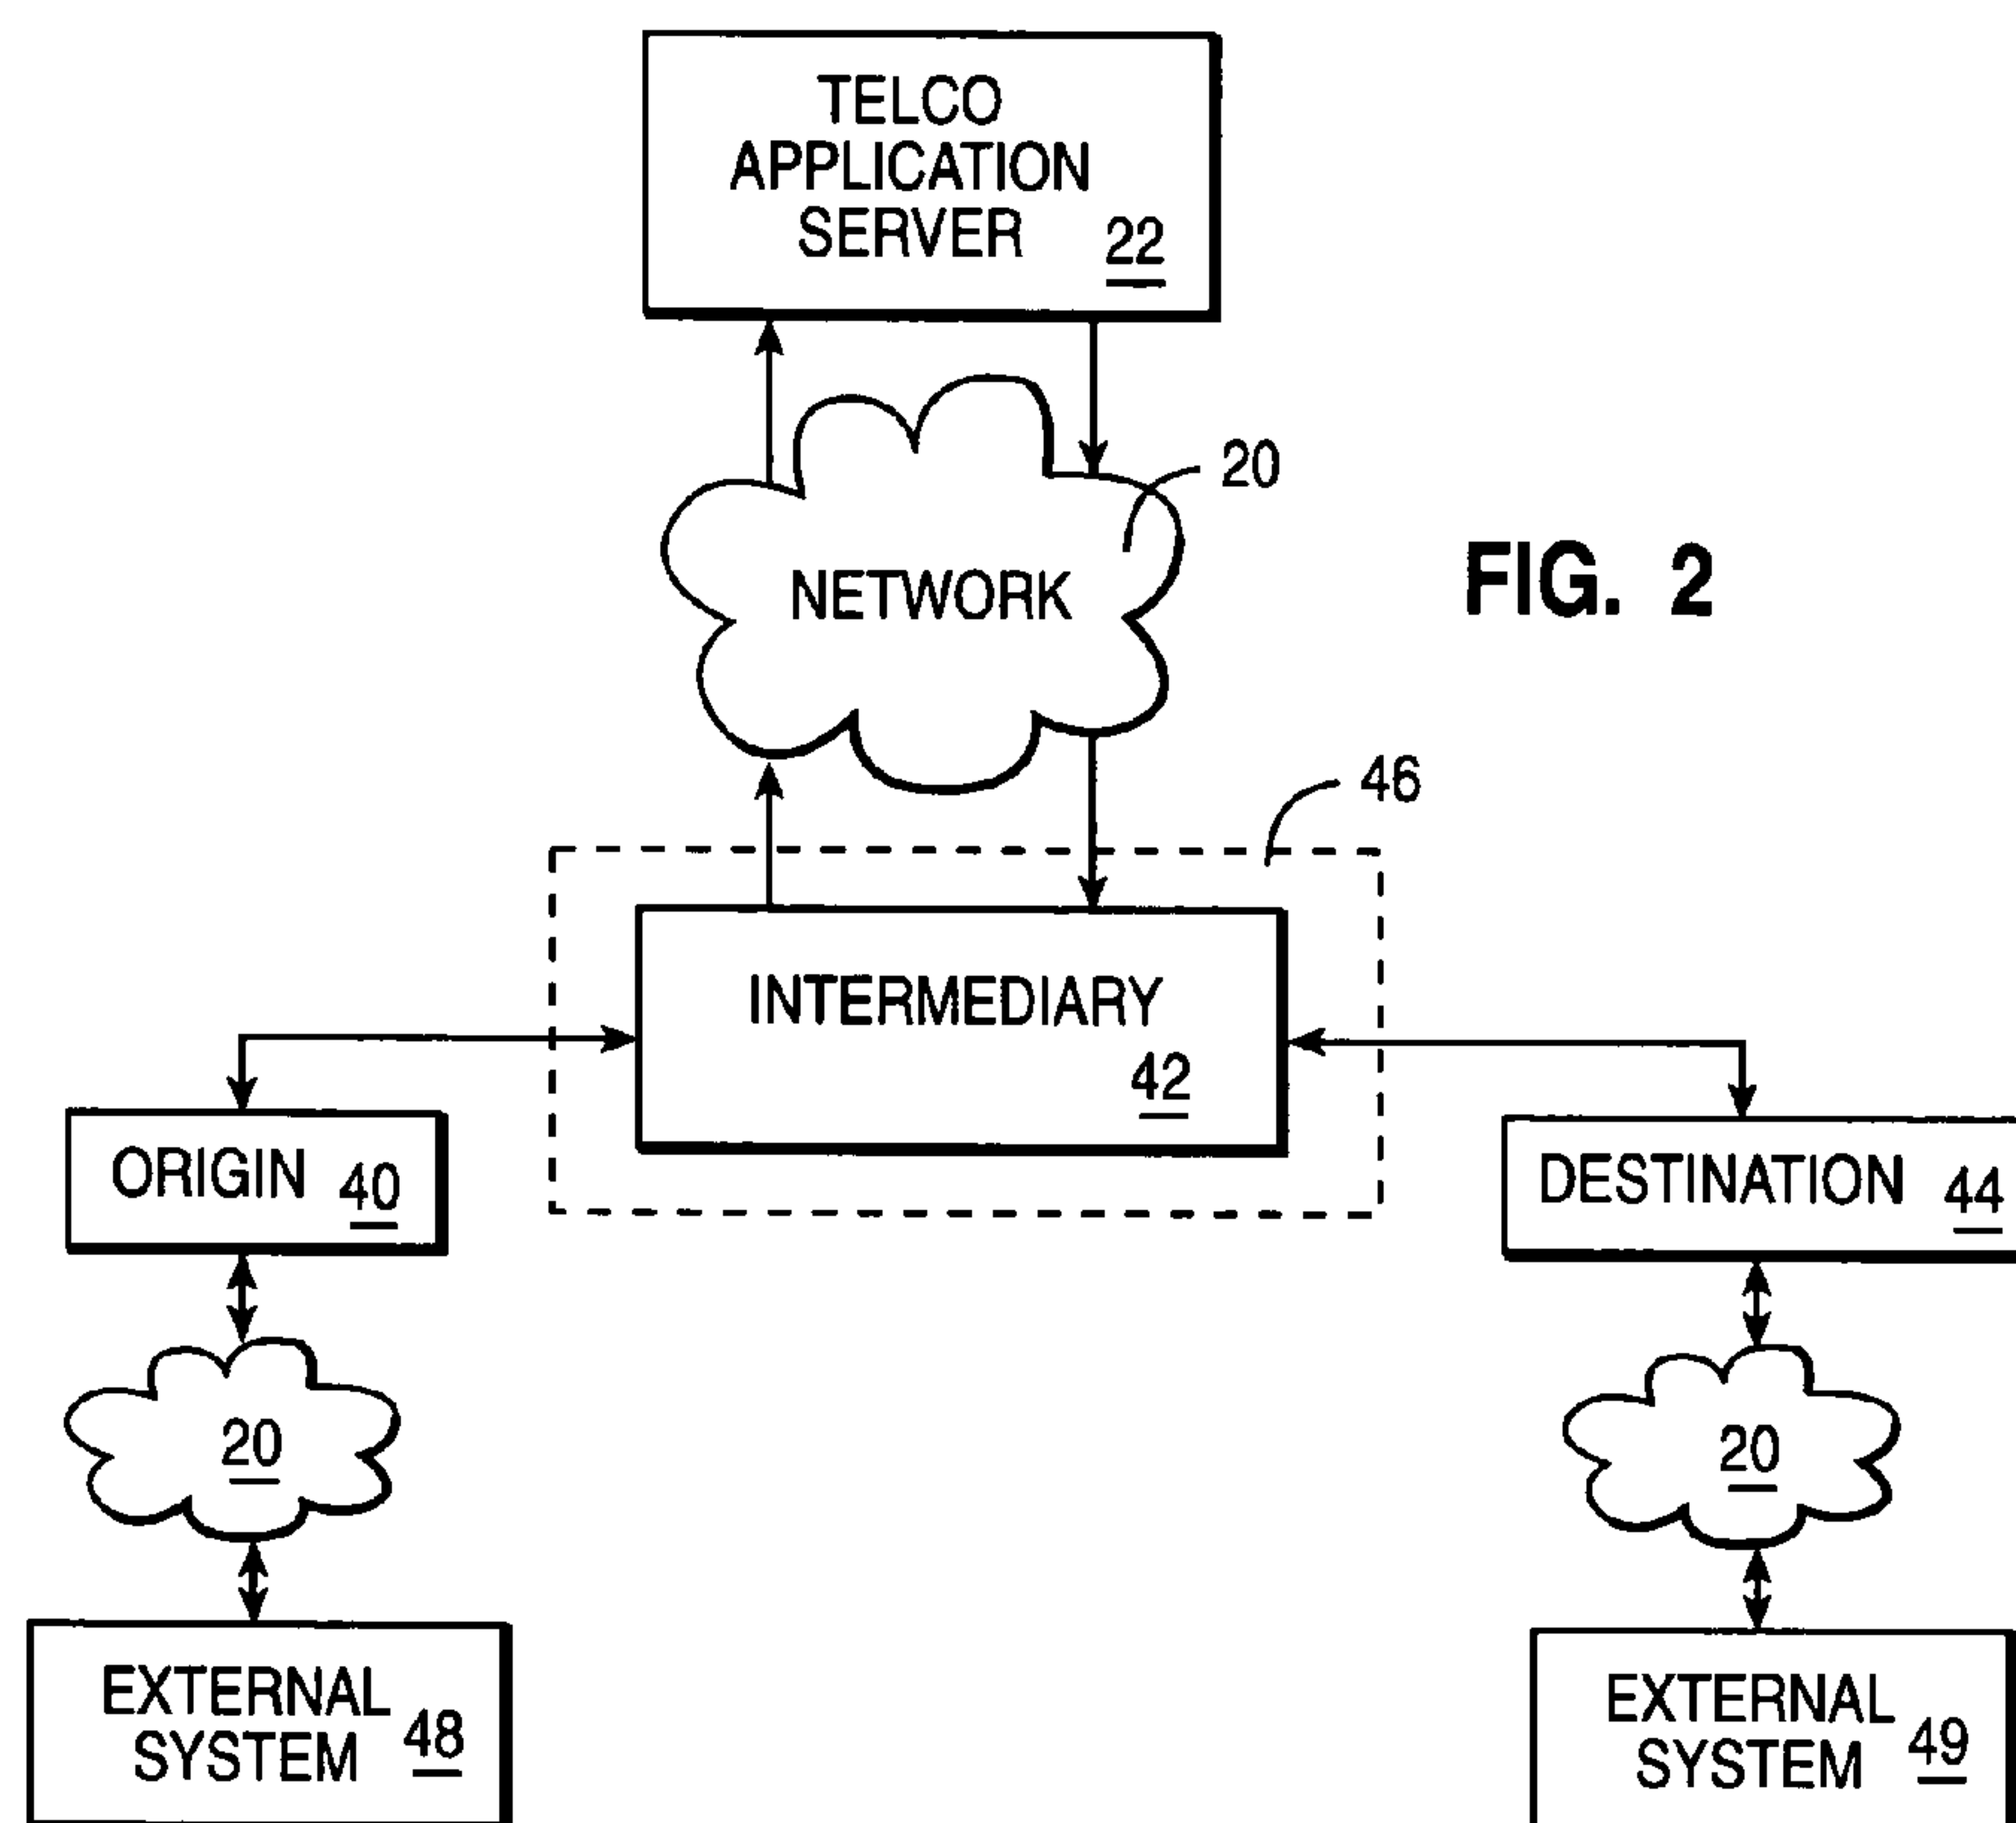 TELCO
APPLICATION
SERVER 22
20
NETWORK
FIG. 2
46
INTERMEDIARY
42
ORIGIN 40
DESTINATION 44
20
20
EXTERNAL
SYSTEM 48
EXTERNAL
SYSTEM 49